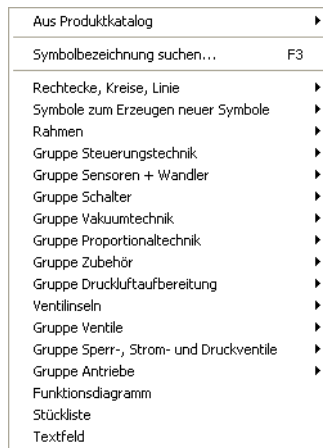 Aus Produktkatalog
Symbolbezeichnung suchen... F3
Rechtecke, Kreise, Linie
Symbole zum Erzeugen neuer Symbole
Rahmen
Gruppe Steuerungstechnik
Gruppe Sensoren + Wandler
Gruppe Schalter
Gruppe Vakuumtechnik
Gruppe Proportionaltechnik
Gruppe Zubehör
Gruppe Druckluftaufbereitung
Ventilinseln
Gruppe Ventile
Gruppe Sperr-, Strom- und Druckventile
Gruppe Antriebe
Funktionsdiagramm
Stückliste
Textfeld